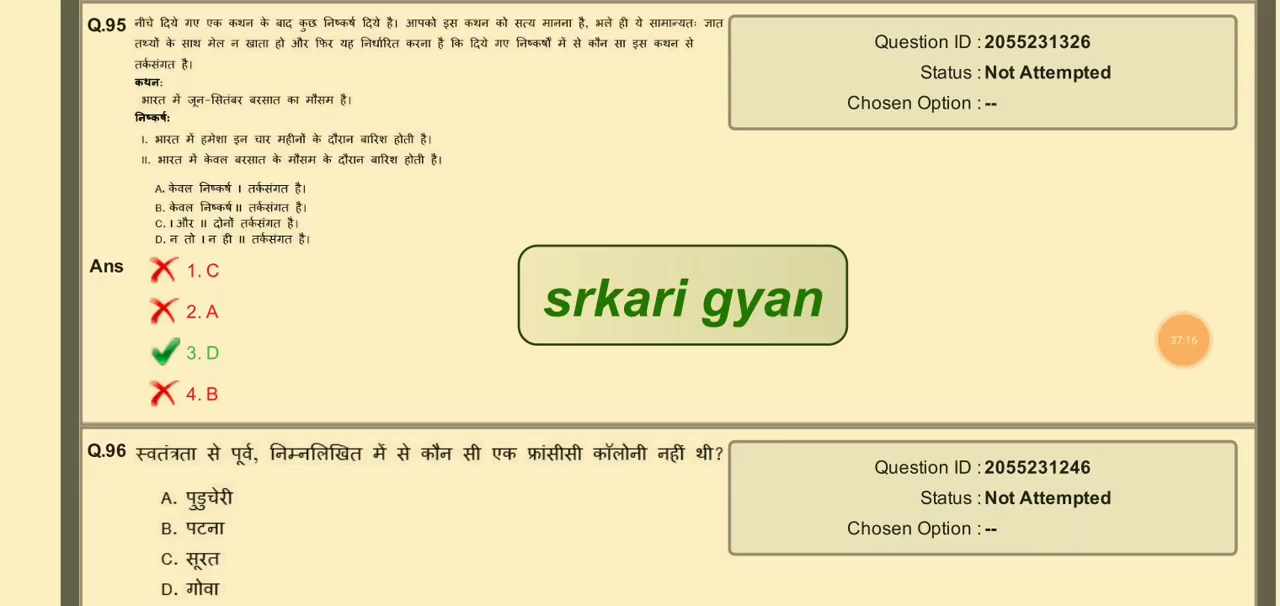 Q.95 नीचे दिये गए एक कथन के बाद कुछ निष्कर्ष दिये है। आपको इस कथन को सत्य मानना है, भले ही ये सामान्यतः ज्ञात
तथ्यों के साथ मेल न खाता हो और फिर यह निर्धारित करना है कि दिये गए निष्कर्षों में से कौन सा इस कथन से
तर्कसंगत है।
कथन:
भारत में जून-सितंबर बरसात का मौसम है।
निष्कर्ष:
I. भारत में हमेशा इन चार महीनों के दौरान बारिश होती है।
II. भारत में केवल बरसात के मौसम के दौरान बारिश होती है।
A. केवल निष्कर्ष I तर्कसंगत है।
B. केवल निष्कर्ष II तर्कसंगत है।
C. I और II दोनों तर्कसंगत है।
D. न तो I न ही II तर्कसंगत है।
Question ID : 2055231326
Status : Not Attempted
Chosen Option : --
Ans
1. C
2. A
3. D
4. B
srkari gyan
37:16
Q.96 स्वतंत्रता से पूर्व, निम्नलिखित में से कौन सी एक फ्रांसीसी कॉलोनी नहीं थी?
A. पुडुचेरी
B. पटना
C. सूरत
D. गोवा
Question ID : 2055231246
Status : Not Attempted
Chosen Option : --